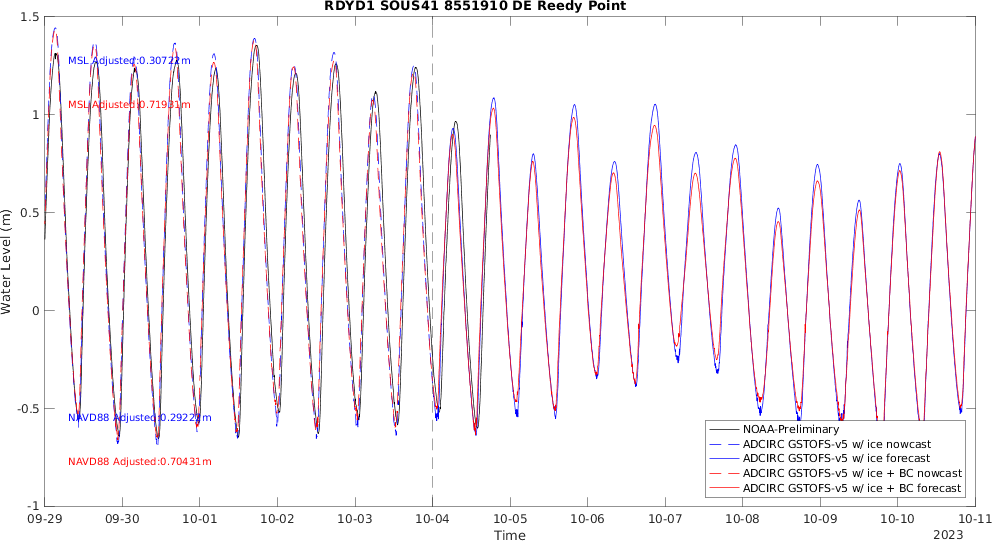 RDYD1 SOUS41 8551910 DE Reedy Point
Water Level (m)
1.5
1
0.5
0
-0.5
-1
MSL Adjusted:0.30722m
MSL Adjusted:0.71931m
NAVD88 Adjusted:0.29222m
NAVD88 Adjusted:0.70431m
NOAA-Preliminary
ADCIRC GSTOFS-v5 w/ ice nowcast
ADCIRC GSTOFS-v5 w/ ice forecast
ADCIRC GSTOFS-v5 w/ ice + BC nowcast
ADCIRC GSTOFS-v5 w/ ice + BC forecast
09-29 09-30 10-01 10-02 10-03 10-04 10-05 10-06 10-07 10-08 10-09 10-10 10-11
Time
2023